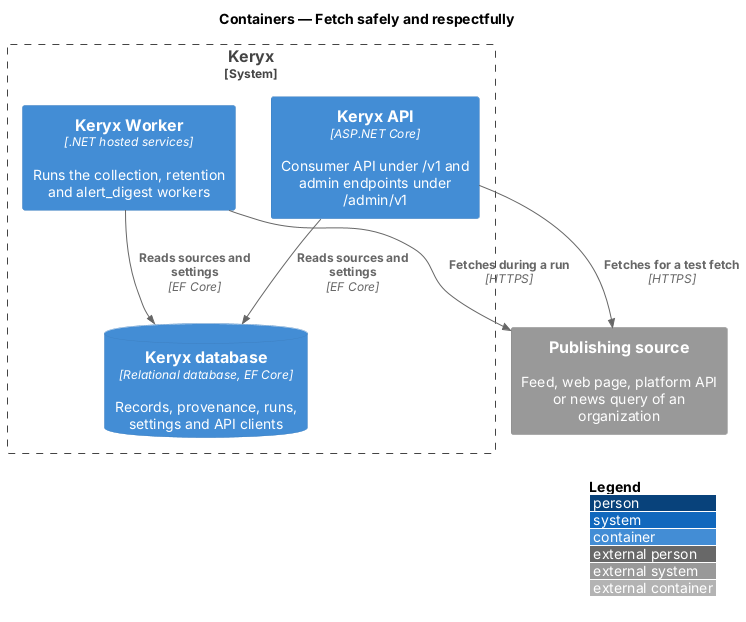 Containers — Fetch safely and respectfully
Keryx
[System]
Keryx Worker
[.NET hosted services]
Runs the collection, retention
and alert_digest workers
Keryx API
[ASP.NET Core]
Consumer API under /v1 and
admin endpoints under
/admin/v1
Reads sources and
settings
[EF Core]
Reads sources and
settings
[EF Core]
Fetches during a run
[HTTPS]
Fetches for a test fetch
[HTTPS]
Keryx database
[Relational database, EF Core]
Records, provenance, runs,
settings and API clients
Publishing source
Feed, web page, platform API
or news query of an
organization
Legend
person
system
container
external person
external system
external container